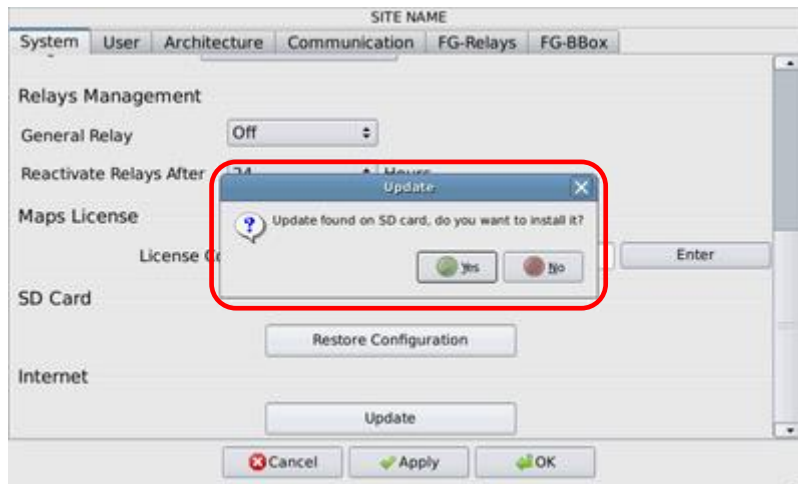 SITE NAME
System User Architecture Communication FG-Relays FG-BBox
Relays Management
General Relay Off
Reactivate Relays After 24 Hours
Update
Maps License
Update found on SD card, do you want to install it?
License Enter
Yes No
SD Card
Restore Configuration
Internet
Update
Cancel Apply OK